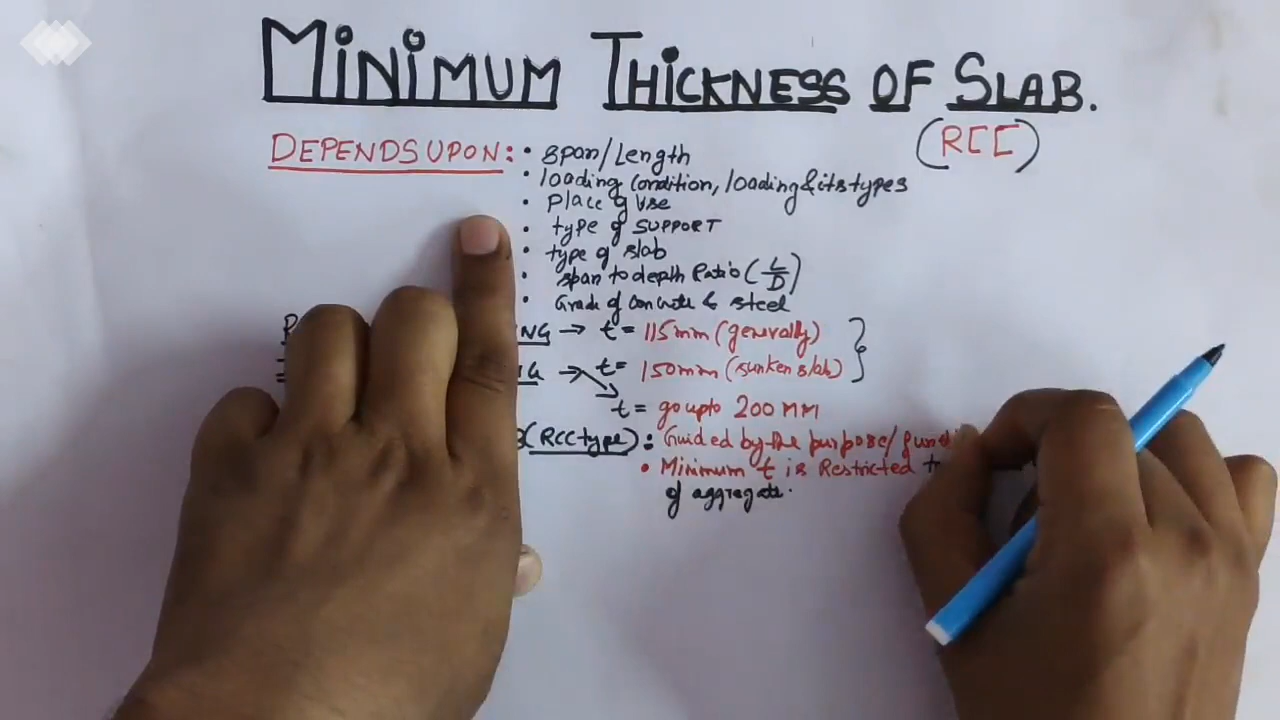 MINIMUM THICKNESS OF SLAB.
(RCC)
DEPENDS UPON: • span/Length
• loading condition, loading & its types
• Place of Use
• type of SUPPORT
• type of slab
• span to depth Ratio (L/D)
• Grade of concrete & steel
→ t = 115mm (generally)
→ t = 150mm (sunken slab)
t = go upto 200 MM
(RCC type): Guided by the purpose/
• Minimum t is Restricted
of aggregate.